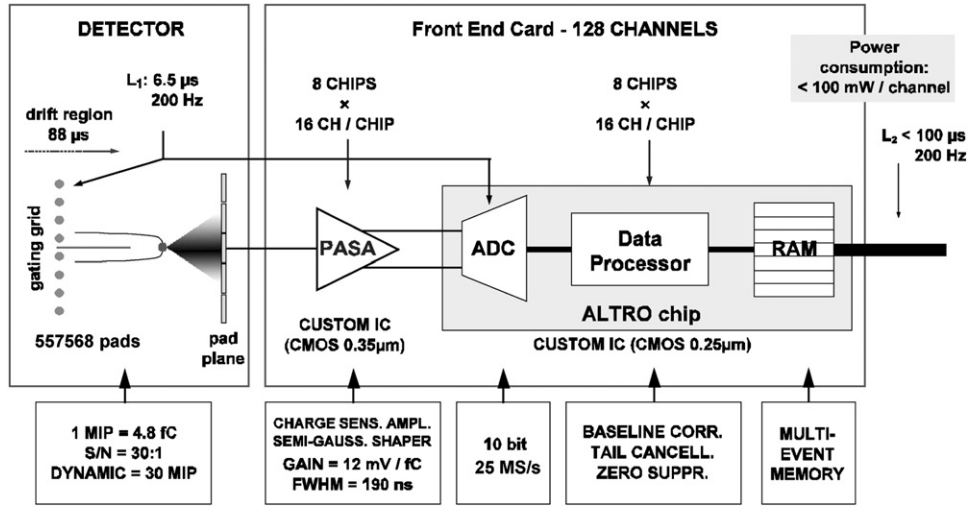 DETECTOR
L1: 6.5 µs
200 Hz
drift region
88 µs
gating grid
557568 pads
pad
plane
Front End Card - 128 CHANNELS
8 CHIPS
×
16 CH / CHIP
8 CHIPS
×
16 CH / CHIP
Power
consumption:
< 100 mW / channel
L2 < 100 µs
200 Hz
PASA
ADC
Data
Processor
RAM
ALTRO chip
CUSTOM IC
(CMOS 0.35µm)
CUSTOM IC (CMOS 0.25µm)
1 MIP = 4.8 fC
S/N = 30:1
DYNAMIC = 30 MIP
CHARGE SENS. AMPL.
SEMI-GAUSS. SHAPER
GAIN = 12 mV / fC
FWHM = 190 ns
10 bit
25 MS/s
BASELINE CORR.
TAIL CANCELL.
ZERO SUPPR.
MULTI-
EVENT
MEMORY